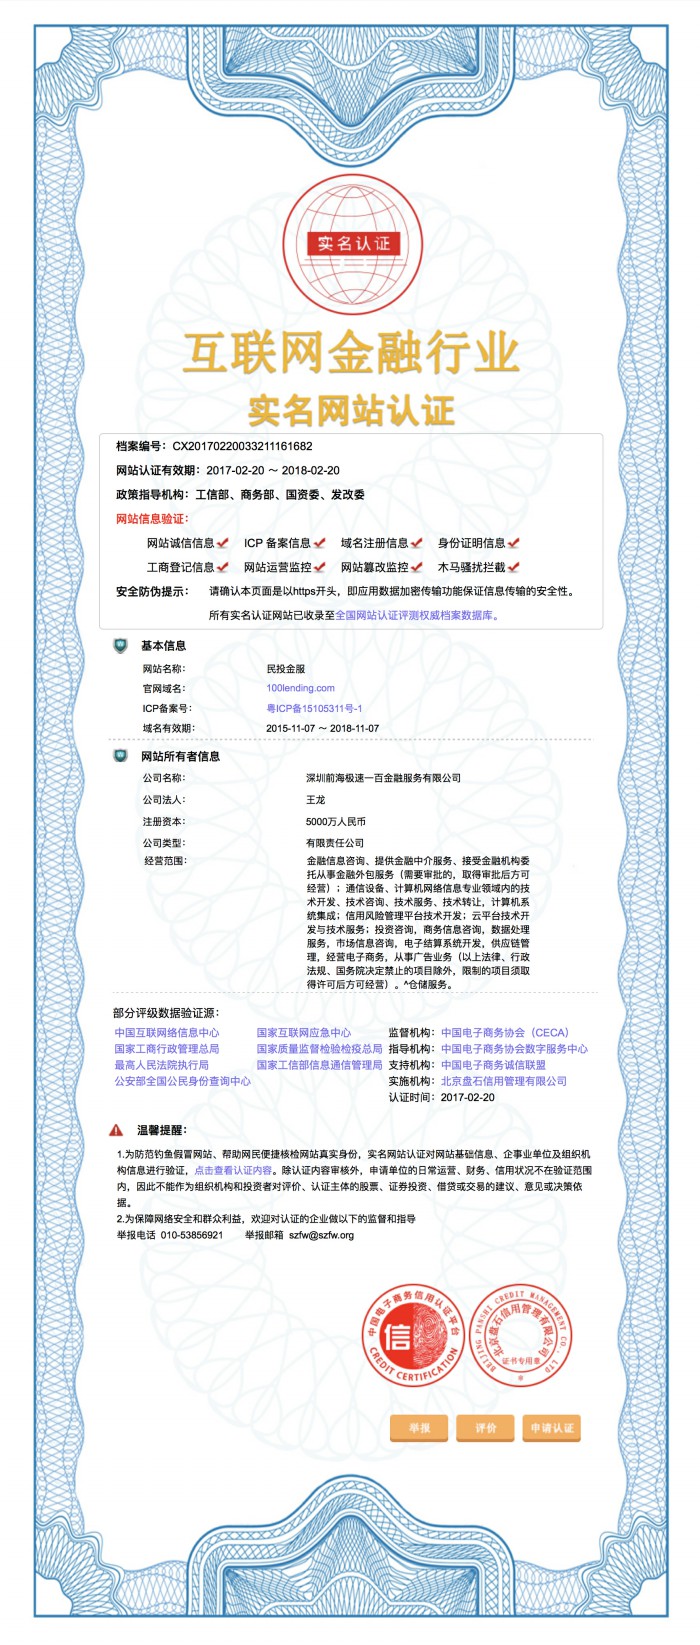 实名认证
互联网金融行业
实名网站认证
档案编号：CX20170220033211161682
网站认证有效期：2017-02-20 ～ 2018-02-20
政策指导机构：工信部、商务部、国资委、发改委
网站信息验证：
网站诚信信息 ICP 备案信息 域名注册信息 身份证明信息
工商登记信息 网站运营监控 网站篡改监控 木马骚扰拦截
安全防伪提示： 请确认本页面是以https开头，即应用数据加密传输功能保证信息传输的安全性。
所有实名认证网站已收录至全国网站认证评测权威档案数据库。
基本信息
网站名称： 民投金服
官网域名： 100lending.com
ICP备案号： 粤ICP备15105311号-1
域名有效期： 2015-11-07 ～ 2018-11-07
网站所有者信息
公司名称： 深圳前海极速一百金融服务有限公司
公司法人： 王龙
注册资本： 5000万人民币
公司类型： 有限责任公司
经营范围： 金融信息咨询、提供金融中介服务、接受金融机构委
托从事金融外包服务（需要审批的，取得审批后方可
经营）；通信设备、计算机网络信息专业领域内的技
术开发、技术咨询、技术服务、技术转让，计算机系
统集成；信用风险管理平台技术开发；云平台技术开
发与技术服务；投资咨询，商务信息咨询，数据处理
服务，市场信息咨询，电子结算系统开发，供应链管
理，经营电子商务，从事广告业务（以上法律、行政
法规、国务院决定禁止的项目除外，限制的项目须取
得许可后方可经营）。^仓储服务。
部分评级数据验证源：
中国互联网络信息中心 国家互联网应急中心 监督机构：中国电子商务协会（CECA）
国家工商行政管理总局 国家质量监督检验检疫总局 指导机构：中国电子商务协会数字服务中心
最高人民法院执行局 国家工信部信息通信管理局 支持机构：中国电子商务诚信联盟
公安部全国公民身份查询中心 实施机构：北京盘石信用管理有限公司
认证时间：2017-02-20
温馨提醒：
1.为防范钓鱼假冒网站、帮助网民便捷核检网站真实身份，实名网站认证对网站基础信息、企事业单位及组织机
构信息进行验证，点击查看认证内容。除认证内容审核外，申请单位的日常运营、财务、信用状况不在验证范围
内，因此不能作为组织机构和投资者对评价、认证主体的股票、证券投资、借贷或交易的建议、意见或决策依
据。
2.为保障网络安全和群众利益，欢迎对认证的企业做以下的监督和指导
举报电话 010-53856921 举报邮箱 szfw@szfw.org
中国电子商务信用认证平台
信
CREDIT CERTIFICATION
BEIJING PANSHI CREDIT MANAGEMENT CO., LTD
北京盘石信用管理有限公司
证书专用章
举报 评价 申请认证